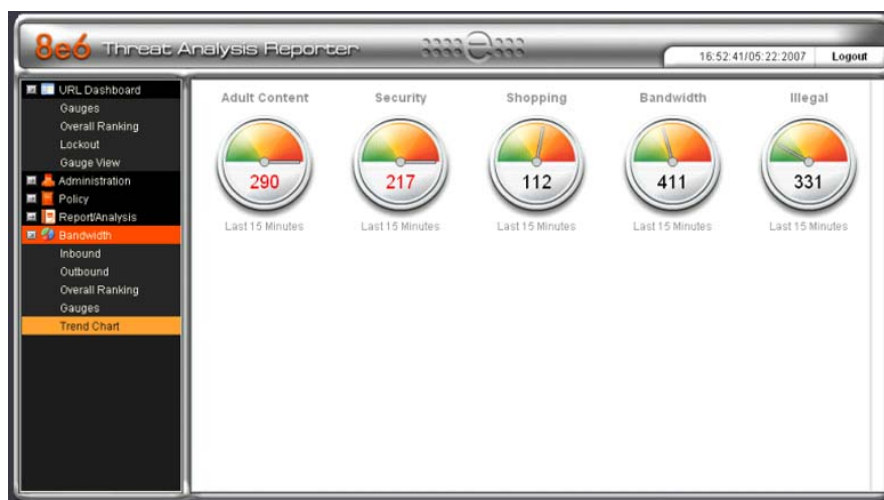 8e6 Threat Analysis Reporter
16:52:41/05:22:2007 Logout
URL Dashboard
Gauges
Overall Ranking
Lockout
Gauge View
Administration
Policy
Report/Analysis
Bandwidth
Inbound
Outbound
Overall Ranking
Gauges
Trend Chart
Adult Content Security Shopping Bandwidth Illegal
290 217 112 411 331
Last 15 Minutes Last 15 Minutes Last 15 Minutes Last 15 Minutes Last 15 Minutes